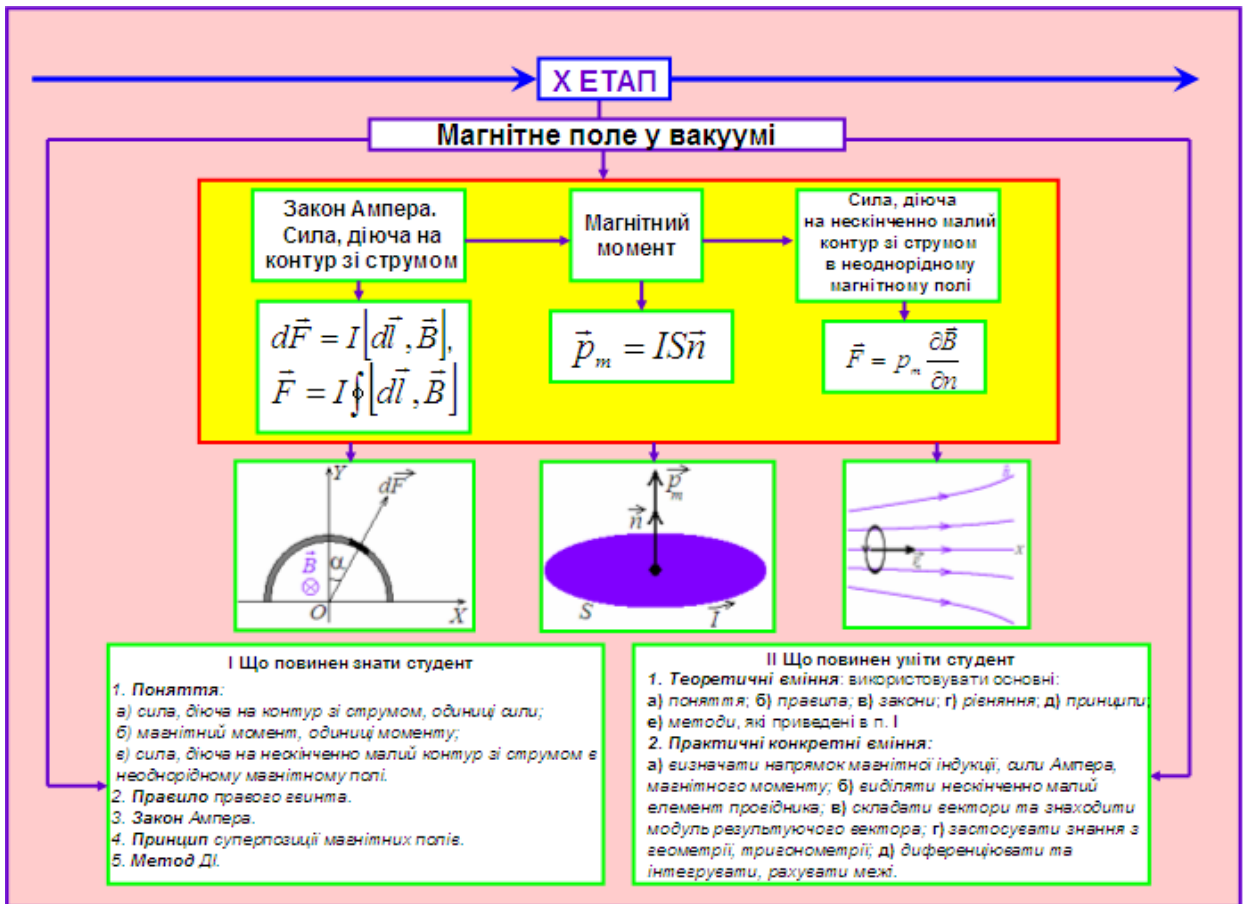 X ЕТАП
Магнітне поле у вакуумі
Закон Ампера.
Сила, діюча на
контур зі струмом
Магнітний
момент
Сила, діюча
на нескінченно малий
контур зі струмом
в неоднорідному
магнітному полі
dF⃗ = I[dl⃗, B⃗],
F⃗ = I∮[dl⃗, B⃗]
p⃗ₘ = ISn⃗
F⃗ = pₘ ∂B⃗/∂n
Y
dF⃗
B⃗
α
O
X
p⃗ₘ
n⃗
S
I⃗
x
І Що повинен знати студент
1. Поняття:
а) сила, діюча на контур зі струмом, одиниці сили;
б) магнітний момент, одиниці моменту;
в) сила, діюча на нескінченно малий контур зі струмом в
неоднорідному магнітному полі.
2. Правило правого гвинта.
3. Закон Ампера.
4. Принцип суперпозиції магнітних полів.
5. Метод ДІ.
ІІ Що повинен уміти студент
1. Теоретичні вміння: використовувати основні:
а) поняття; б) правила; в) закони; г) рівняння; д) принципи;
е) методи, які приведені в п. І
2. Практичні конкретні вміння:
а) визначати напрямок магнітної індукції, сили Ампера,
магнітного моменту; б) виділяти нескінченно малий
елемент провідника; в) складати вектори та знаходити
модуль результуючого вектора; г) застосувати знання з
геометрії, тригонометрії; д) диференціювати та
інтегрувати, рахувати межі.